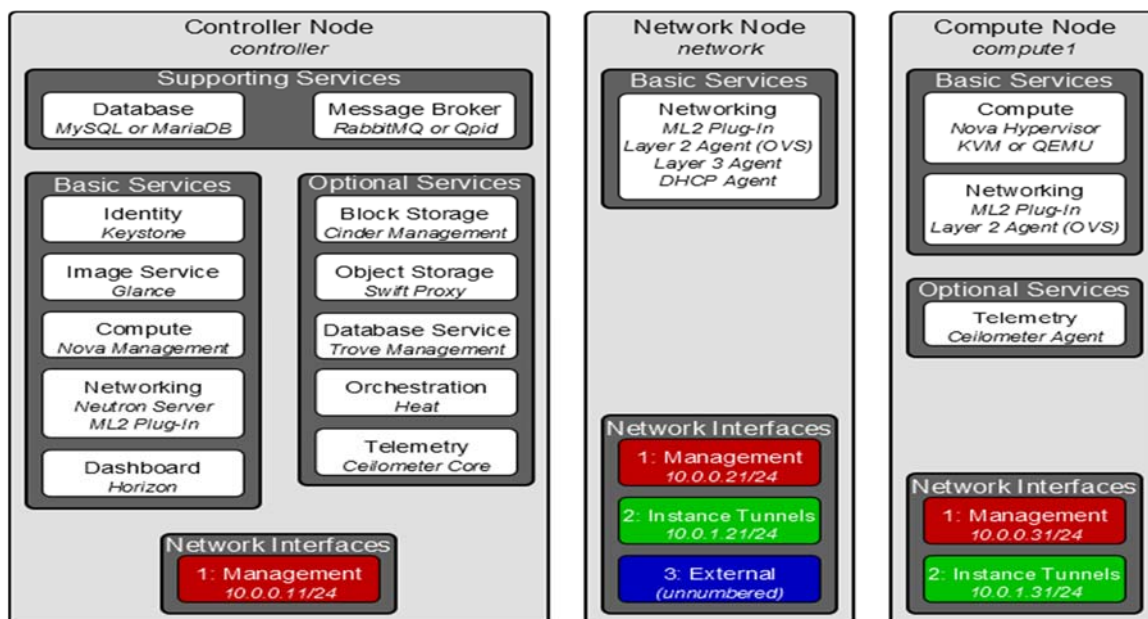 Controller Node
controller
Supporting Services
Database
MySQL or MariaDB
Message Broker
RabbitMQ or Qpid
Basic Services
Identity
Keystone
Image Service
Glance
Compute
Nova Management
Networking
Neutron Server
ML2 Plug-In
Dashboard
Horizon
Optional Services
Block Storage
Cinder Management
Object Storage
Swift Proxy
Database Service
Trove Management
Orchestration
Heat
Telemetry
Ceilometer Core
Network Interfaces
1: Management
10.0.0.11/24
Network Node
network
Basic Services
Networking
ML2 Plug-In
Layer 2 Agent (OVS)
Layer 3 Agent
DHCP Agent
Network Interfaces
1: Management
10.0.0.21/24
2: Instance Tunnels
10.0.1.21/24
3: External
(unnumbered)
Compute Node
compute1
Basic Services
Compute
Nova Hypervisor
KVM or QEMU
Networking
ML2 Plug-In
Layer 2 Agent (OVS)
Optional Services
Telemetry
Ceilometer Agent
Network Interfaces
1: Management
10.0.0.31/24
2: Instance Tunnels
10.0.1.31/24